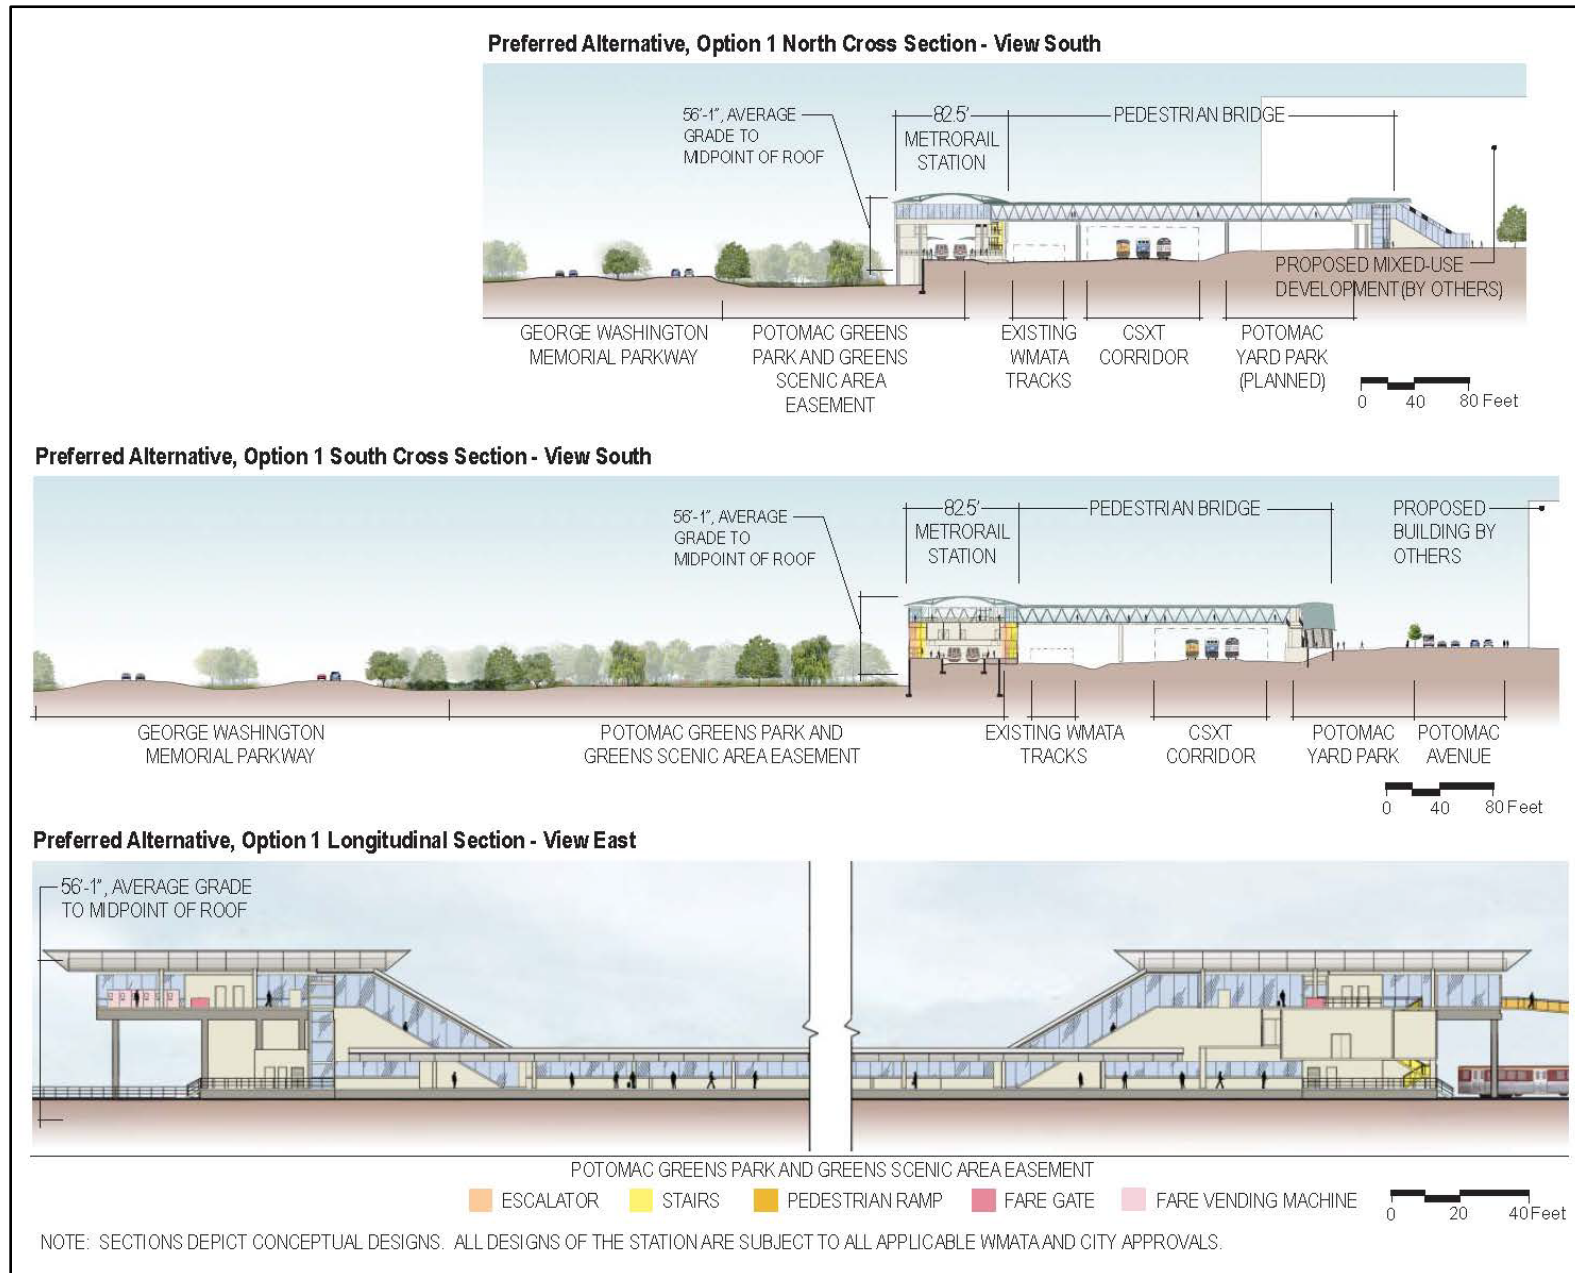 Preferred Alternative, Option 1 North Cross Section - View South
56'-1", AVERAGE
GRADE TO
MIDPOINT OF ROOF
82.5'
METRORAIL
STATION
PEDESTRIAN BRIDGE
PROPOSED MIXED-USE
DEVELOPMENT (BY OTHERS)
GEORGE WASHINGTON
MEMORIAL PARKWAY
POTOMAC GREENS
PARK AND GREENS
SCENIC AREA
EASEMENT
EXISTING
WMATA
TRACKS
CSXT
CORRIDOR
POTOMAC
YARD PARK
(PLANNED)
0 40 80 Feet
Preferred Alternative, Option 1 South Cross Section - View South
56'-1", AVERAGE
GRADE TO
MIDPOINT OF ROOF
82.5'
METRORAIL
STATION
PEDESTRIAN BRIDGE
PROPOSED
BUILDING BY
OTHERS
GEORGE WASHINGTON
MEMORIAL PARKWAY
POTOMAC GREENS PARK AND
GREENS SCENIC AREA EASEMENT
EXISTING WMATA
TRACKS
CSXT
CORRIDOR
POTOMAC
YARD PARK
POTOMAC
AVENUE
0 40 80 Feet
Preferred Alternative, Option 1 Longitudinal Section - View East
56'-1", AVERAGE GRADE
TO MIDPOINT OF ROOF
POTOMAC GREENS PARK AND GREENS SCENIC AREA EASEMENT
ESCALATOR STAIRS PEDESTRIAN RAMP FARE GATE FARE VENDING MACHINE
0 20 40 Feet
NOTE: SECTIONS DEPICT CONCEPTUAL DESIGNS. ALL DESIGNS OF THE STATION ARE SUBJECT TO ALL APPLICABLE WMATA AND CITY APPROVALS.